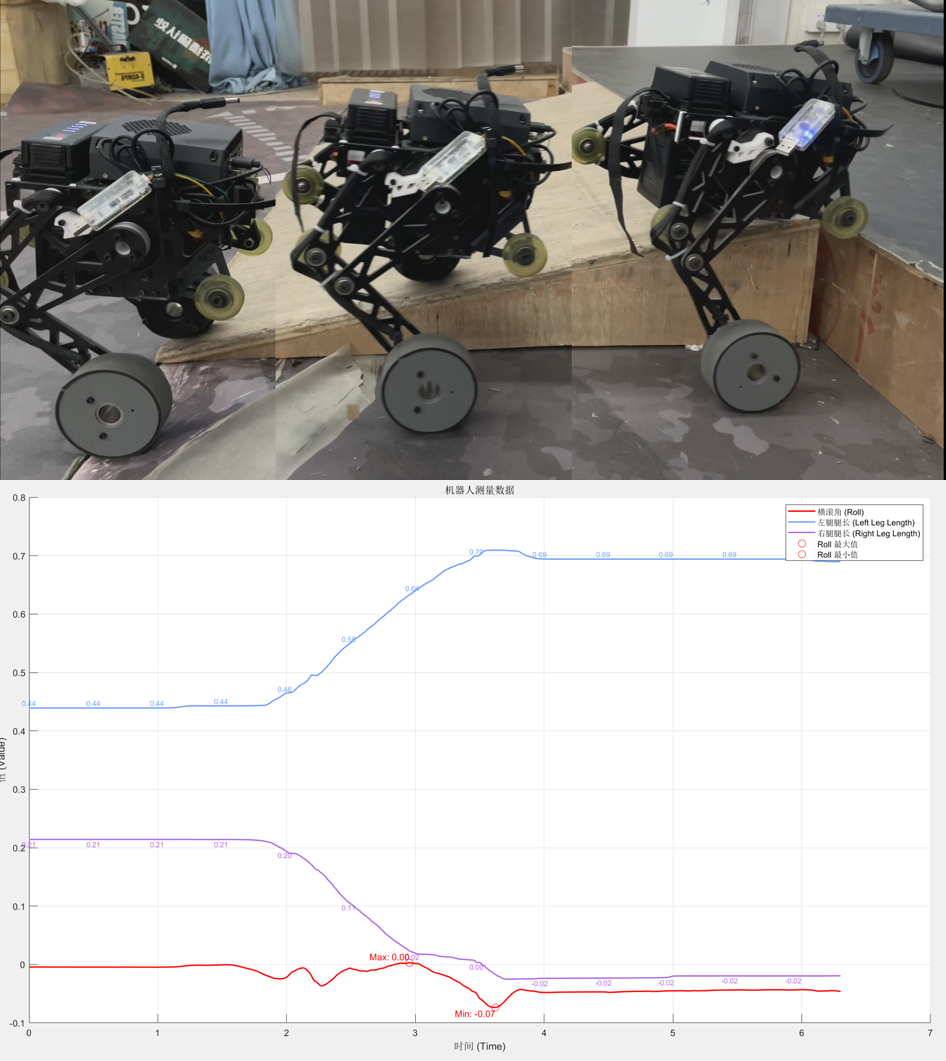 机器人测量数据
横滚角 (Roll)
左腿腿长 (Left Leg Length)
右腿腿长 (Right Leg Length)
Roll 最大值
Roll 最小值
0.8
0.7
0.6
0.5
0.4
0.3
0.2
0.1
0
-0.1
(Value)
0.44 0.44 0.44 0.44 0.46 0.55 0.64 0.70 0.69 0.69 0.69 0.69
0.21 0.21 0.21 0.21 0.20 0.11 0.02 0.00 -0.02 -0.02 -0.02 -0.02 -0.02
Max: 0.00
Min: -0.07
0 1 2 3 4 5 6 7
时间 (Time)